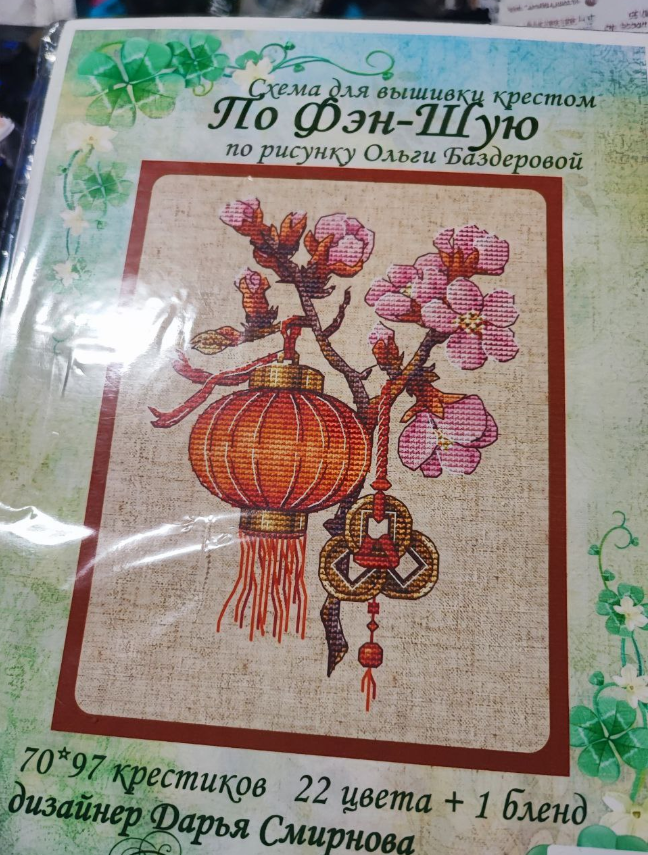 Схема для вышивки крестом
По Фэн-Шую
по рисунку Ольги Баздеровой
70*97 крестиков 22 цвета + 1 бленд
дизайнер Дарья Смирнова